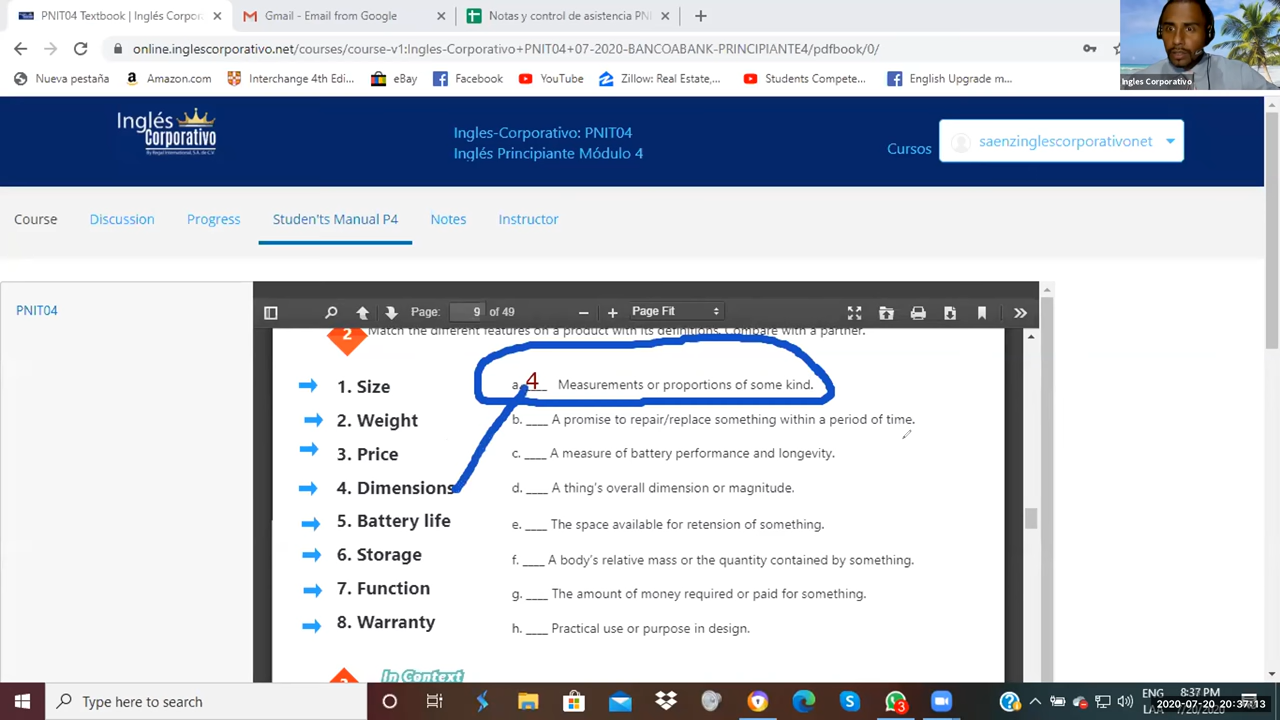 PNIT04 Textbook | Inglés Corpora
Gmail - Email from Google
Notas y control de asistencia PNI
online.inglescorporativo.net/courses/course-v1:Ingles-Corporativo+PNIT04+07-2020-BANCOABANK-PRINCIPIANTE4/pdfbook/0/
Nueva pestaña
Amazon.com
Interchange 4th Edi...
eBay
Facebook
YouTube
Zillow: Real Estate,...
Students Compete...
English Upgrade m...
Ingles Corporativo
Inglés
Corporativo
Ingles-Corporativo: PNIT04
Inglés Principiante Módulo 4
Cursos
saenzinglescorporativonet
Course
Discussion
Progress
Studen'ts Manual P4
Notes
Instructor
PNIT04
Page: 9 of 49
Page Fit
2 Match the different features on a product with its definitions. Compare with a partner.
1. Size
a. 4 Measurements or proportions of some kind.
2. Weight
b. ____ A promise to repair/replace something within a period of time.
3. Price
c. ____ A measure of battery performance and longevity.
4. Dimensions
d. ____ A thing's overall dimension or magnitude.
5. Battery life
e. ____ The space available for retention of something.
6. Storage
f. ____ A body's relative mass or the quantity contained by something.
7. Function
g. ____ The amount of money required or paid for something.
8. Warranty
h. ____ Practical use or purpose in design.
In Context
Type here to search
3
ENG
8:37 PM
2020-07-20 20:37:13